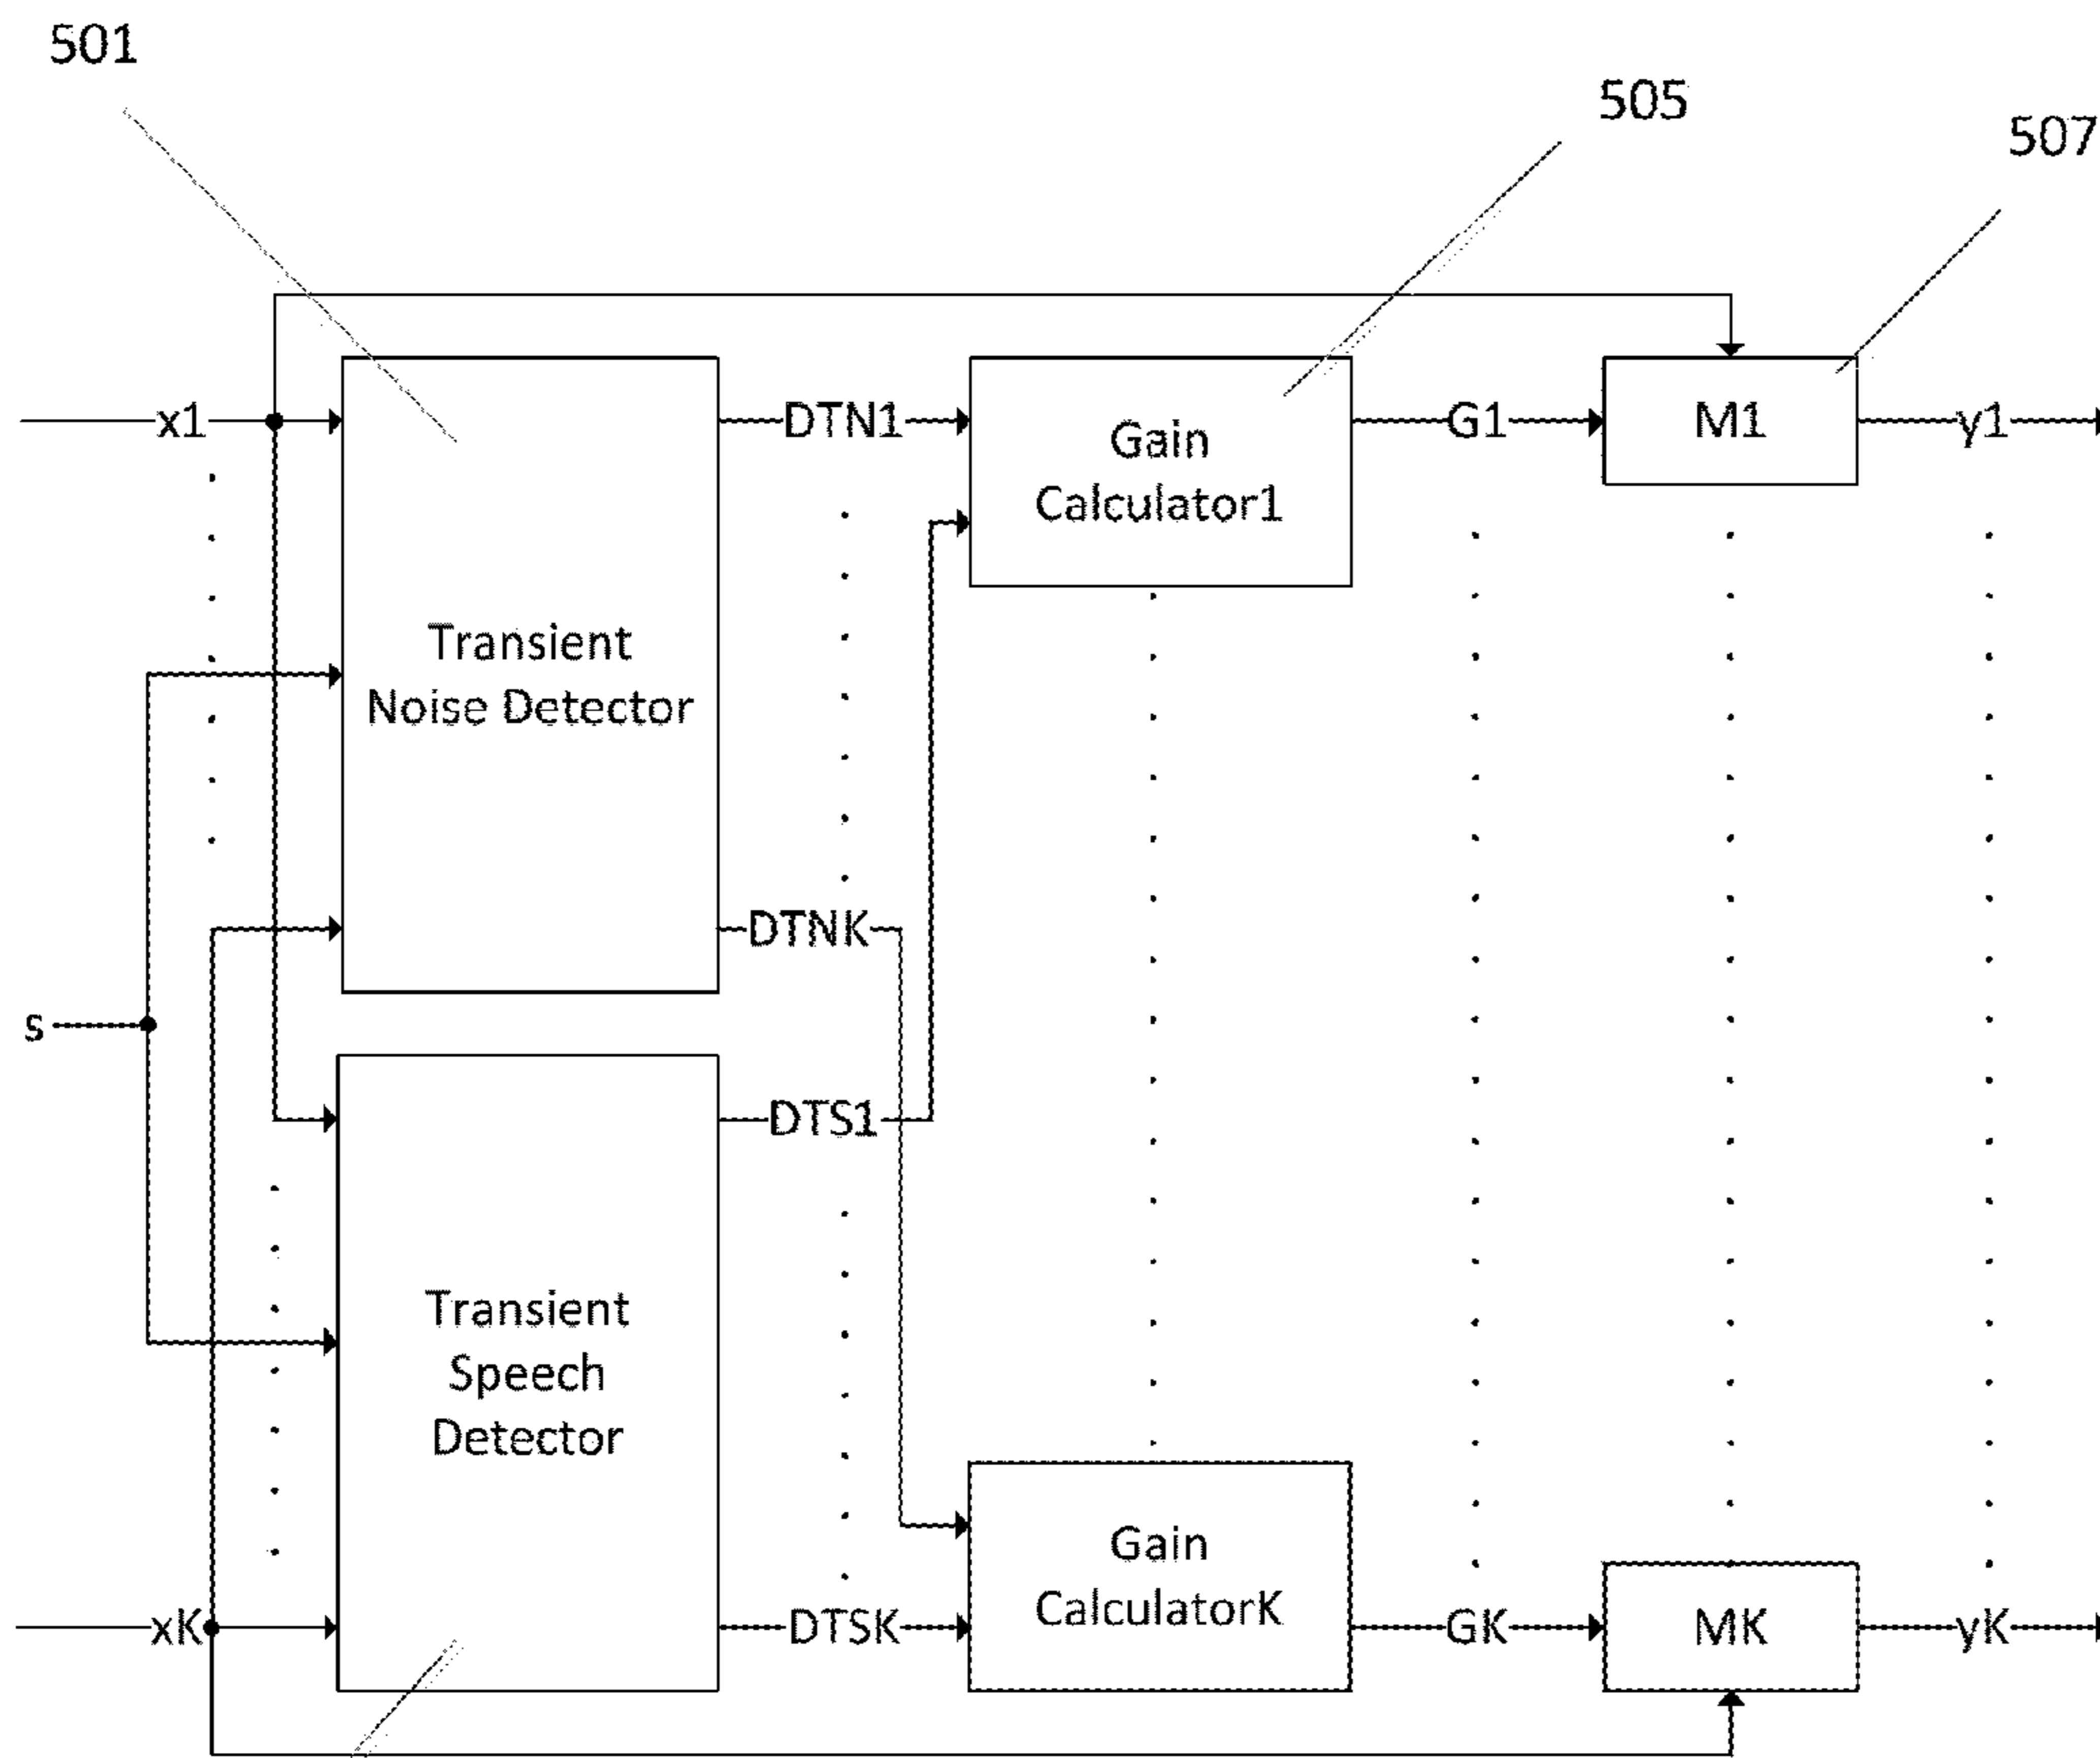 501
505
507
x1
DTN1
Gain
Calculator1
G1
M1
y1
Transient
Noise Detector
DTNK
s
DTS1
Transient
Speech
Detector
xK
DTSK
Gain
CalculatorK
GK
MK
yK